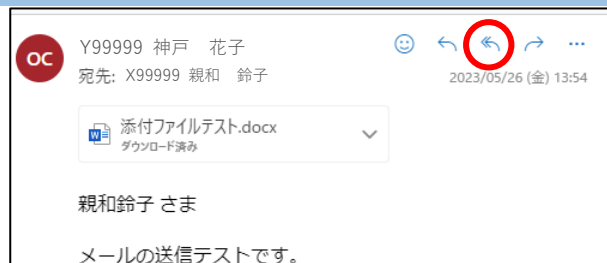 OC
Y99999 神戸　花子
宛先: X99999 親和　鈴子
2023/05/26 (金) 13:54
添付ファイルテスト.docx
ダウンロード済み
親和鈴子 さま
メールの送信テストです。